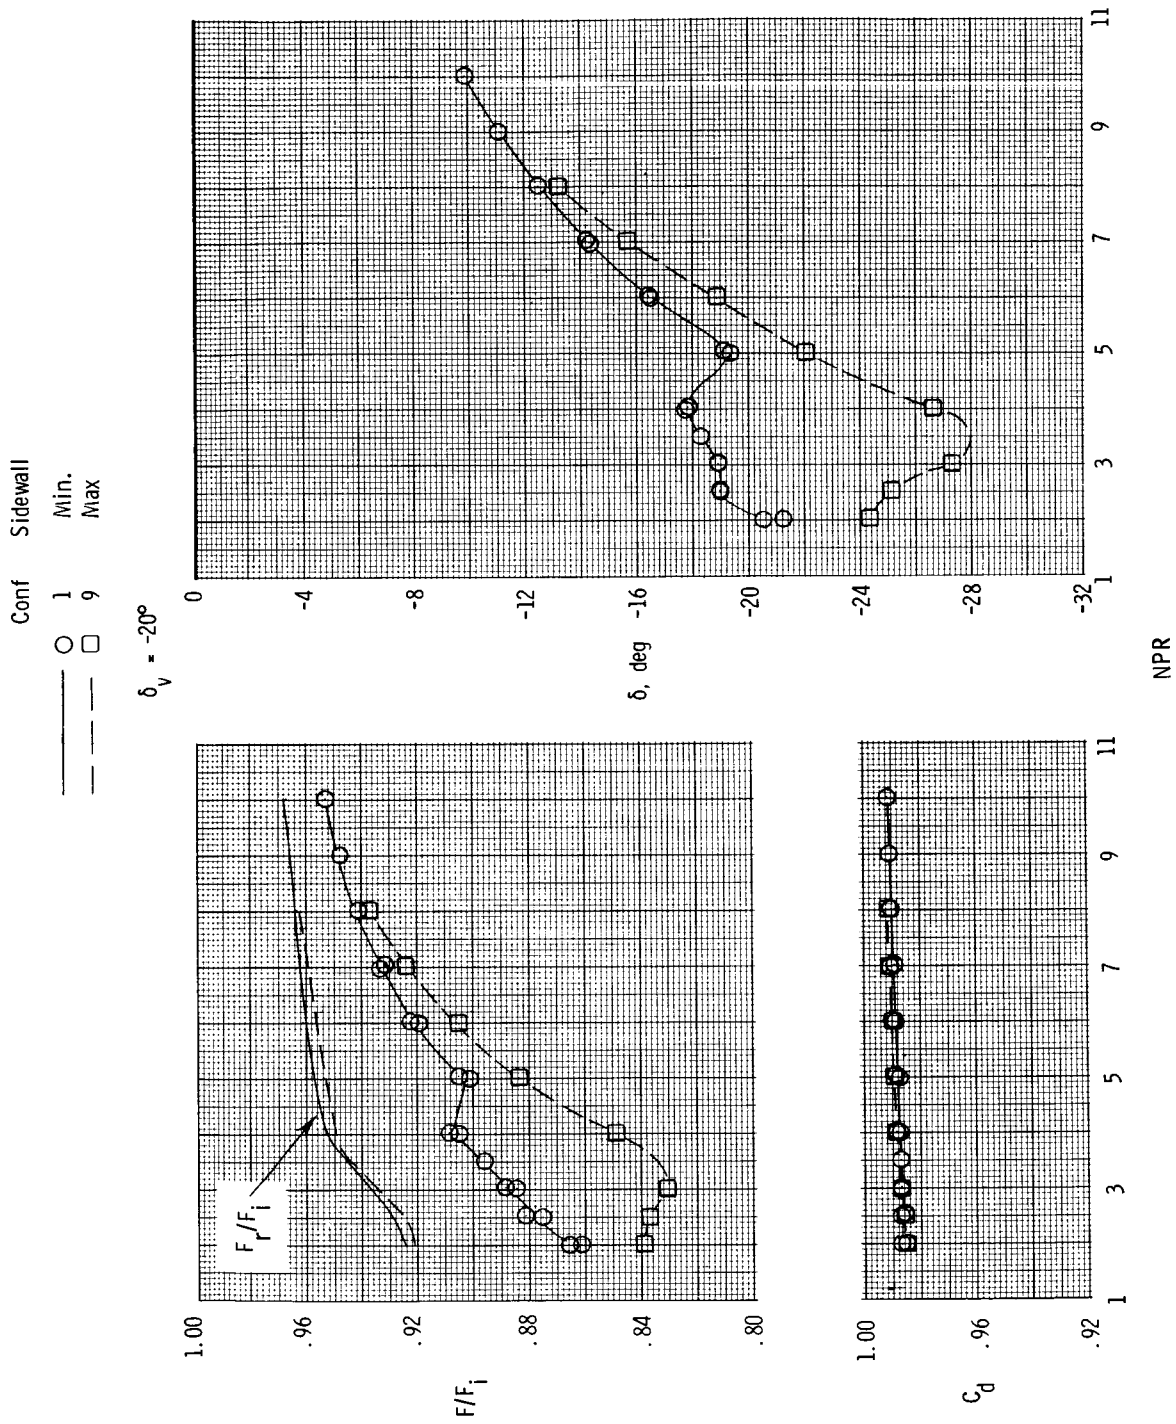 Conf Sidewall
1 Min.
9 Max
δv = -20°
1.00
.96
.92
.88
.84
.80
F/Fi
Fr/Fi
1.00
.96
.92
Cd
1 3 5 7 9 11
0
-4
-8
-12
-16
-20
-24
-28
-32
δ, deg
1 3 5 7 9 11
NPR